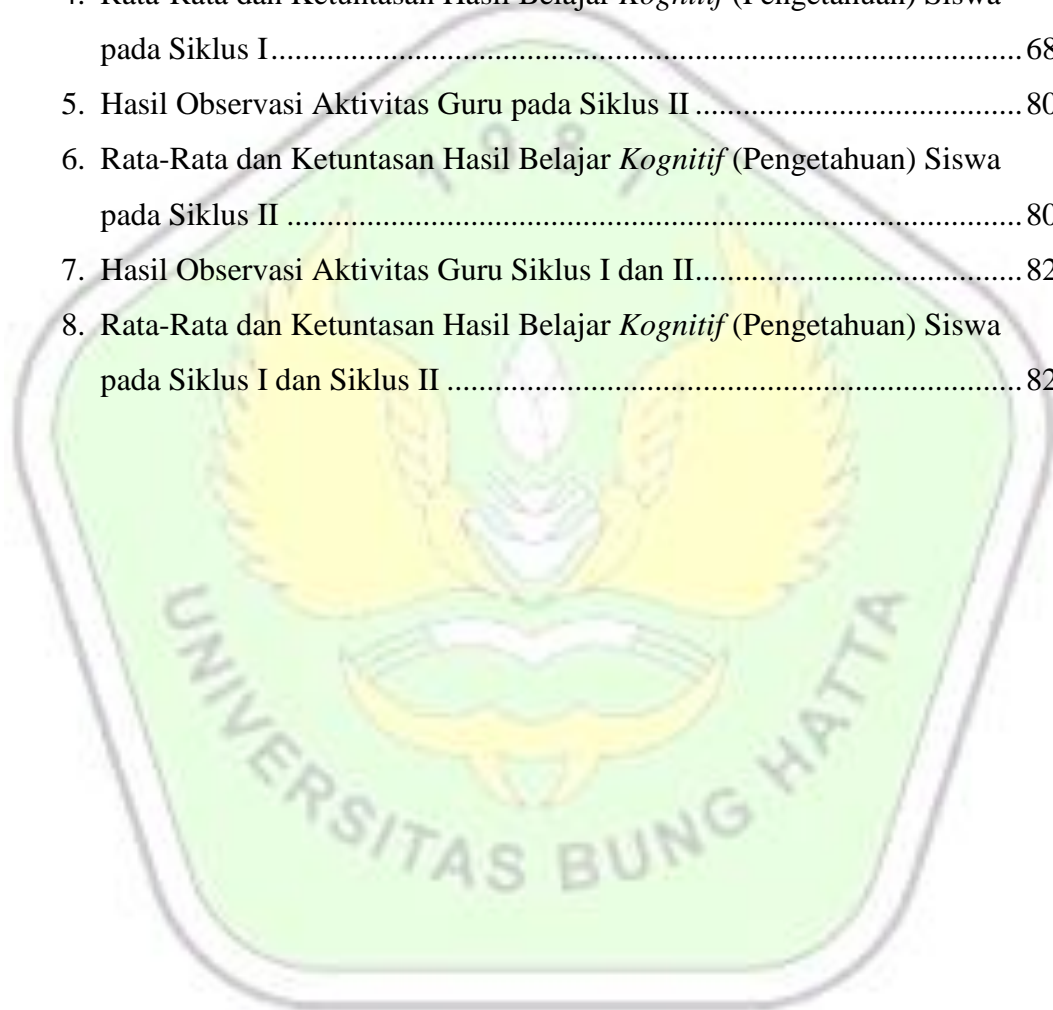 4. Rata-Rata dan Ketuntasan Hasil Belajar Kognitif (Pengetahuan) Siswa
pada Siklus I.......................................................................................... 68
5. Hasil Observasi Aktivitas Guru pada Siklus II ....................................... 80
6. Rata-Rata dan Ketuntasan Hasil Belajar Kognitif (Pengetahuan) Siswa
pada Siklus II ........................................................................................ 80
7. Hasil Observasi Aktivitas Guru Siklus I dan II....................................... 82
8. Rata-Rata dan Ketuntasan Hasil Belajar Kognitif (Pengetahuan) Siswa
pada Siklus I dan Siklus II ..................................................................... 82
1981
UNIVERSITAS BUNG HATTA